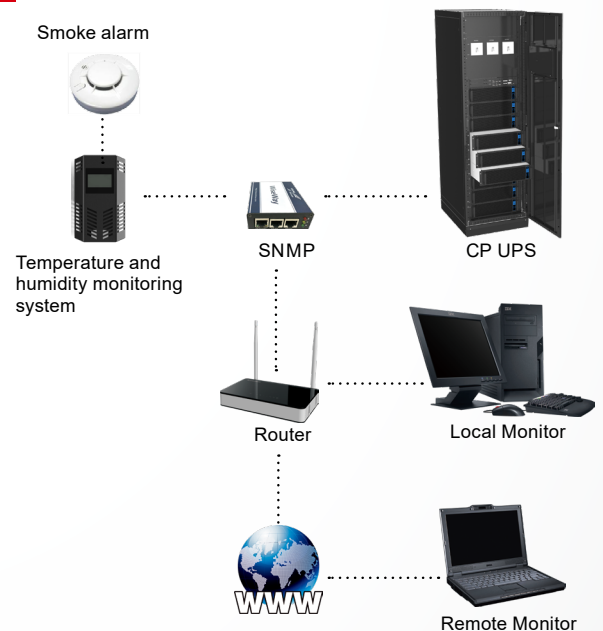 Smoke alarm
SNMP
CP UPS
Temperature and
humidity monitoring
system
Router
Local Monitor
WWW
Remote Monitor